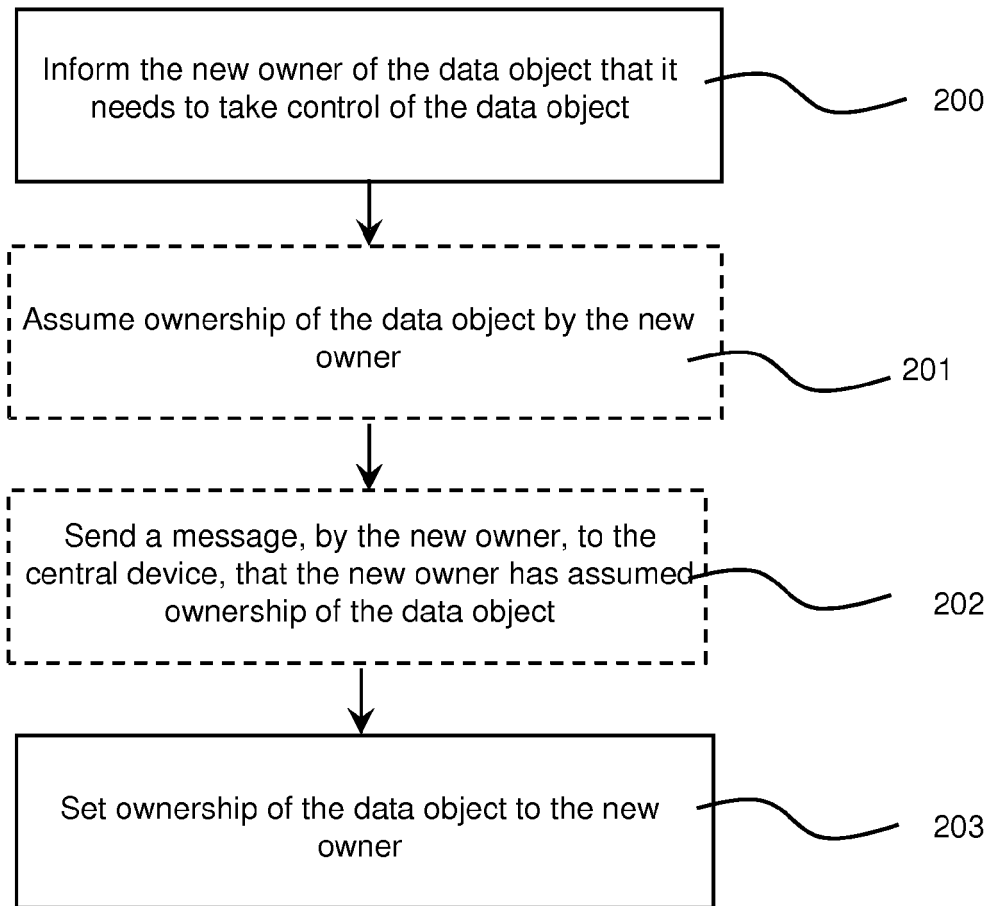 Inform the new owner of the data object that it
needs to take control of the data object
200
Assume ownership of the data object by the new
owner
201
Send a message, by the new owner, to the
central device, that the new owner has assumed
ownership of the data object
202
Set ownership of the data object to the new
owner
203